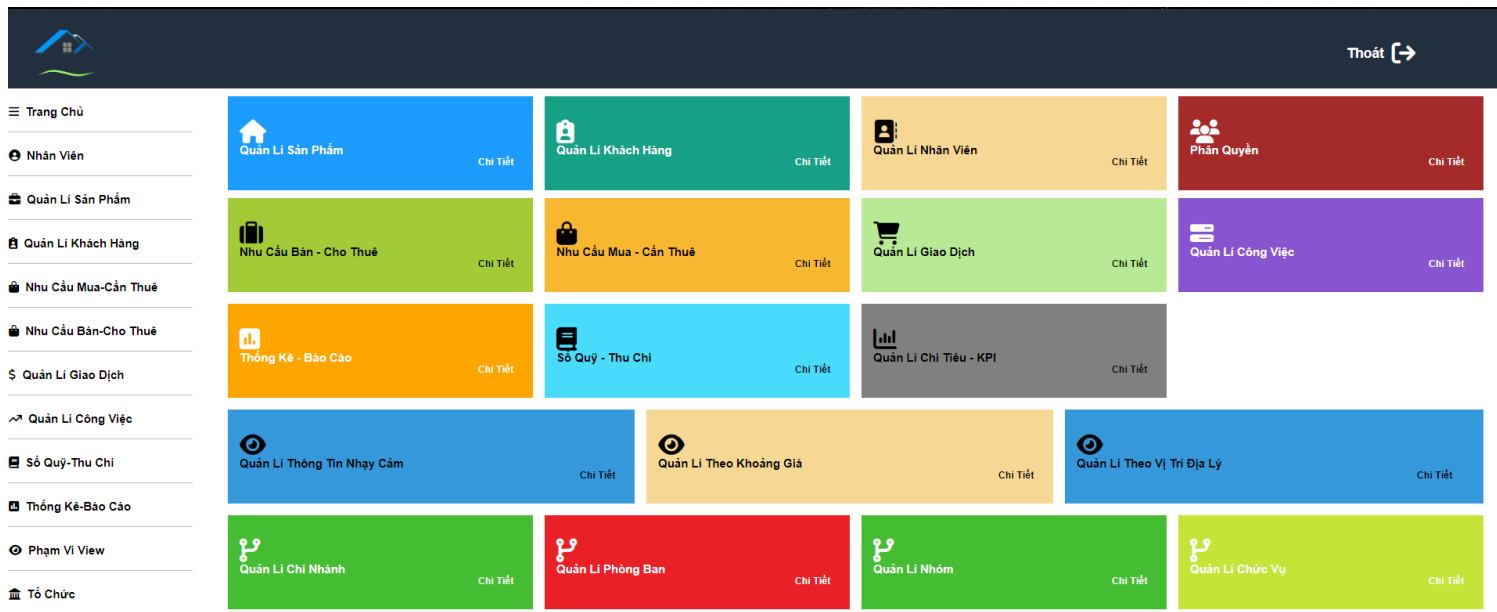 Thoát
Trang Chủ
Nhân Viên
Quản Lí Sản Phẩm
Quản Lí Khách Hàng
Nhu Cầu Mua-Cần Thuê
Nhu Cầu Bán-Cho Thuê
Quản Lí Giao Dịch
Quản Lí Công Việc
Sổ Quỹ-Thu Chi
Thống Kê-Báo Cáo
Phạm Vi View
Tổ Chức
Quản Lí Sản Phẩm
Chi Tiết
Quản Lí Khách Hàng
Chi Tiết
Quản Lí Nhân Viên
Chi Tiết
Phân Quyền
Chi Tiết
Nhu Cầu Bán - Cho Thuê
Chi Tiết
Nhu Cầu Mua - Cần Thuê
Chi Tiết
Quản Lí Giao Dịch
Chi Tiết
Quản Lí Công Việc
Chi Tiết
Thống Kê - Báo Cáo
Chi Tiết
Sổ Quỹ - Thu Chi
Chi Tiết
Quản Lí Chỉ Tiêu - KPI
Chi Tiết
Quản Lí Thông Tin Nhạy Cảm
Chi Tiết
Quản Lí Theo Khoảng Giá
Chi Tiết
Quản Lí Theo Vị Trí Địa Lý
Chi Tiết
Quản Lí Chi Nhánh
Chi Tiết
Quản Lí Phòng Ban
Chi Tiết
Quản Lí Nhóm
Chi Tiết
Quản Lí Chức Vụ
Chi Tiết